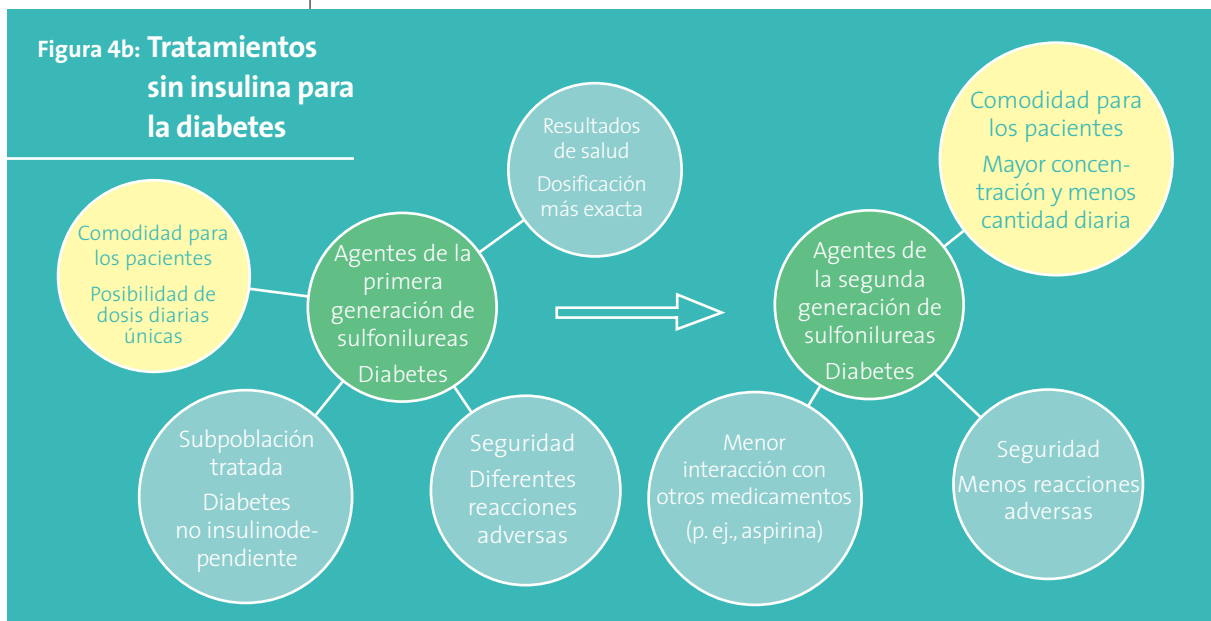 Figura 4b: Tratamientos
sin insulina para
la diabetes
Resultados
de salud
Dosificación
más exacta
Comodidad para
los pacientes
Posibilidad de
dosis diarias
únicas
Agentes de la
primera
generación de
sulfonilureas
Diabetes
Subpoblación
tratada
Diabetes
no insulinode-
pendiente
Seguridad
Diferentes
reacciones
adversas
Comodidad para
los pacientes
Mayor concen-
tración y menos
cantidad diaria
Agentes de
la segunda
generación de
sulfonilureas
Diabetes
Menor
interacción con
otros medicamentos
(p. ej., aspirina)
Seguridad
Menos reacciones
adversas